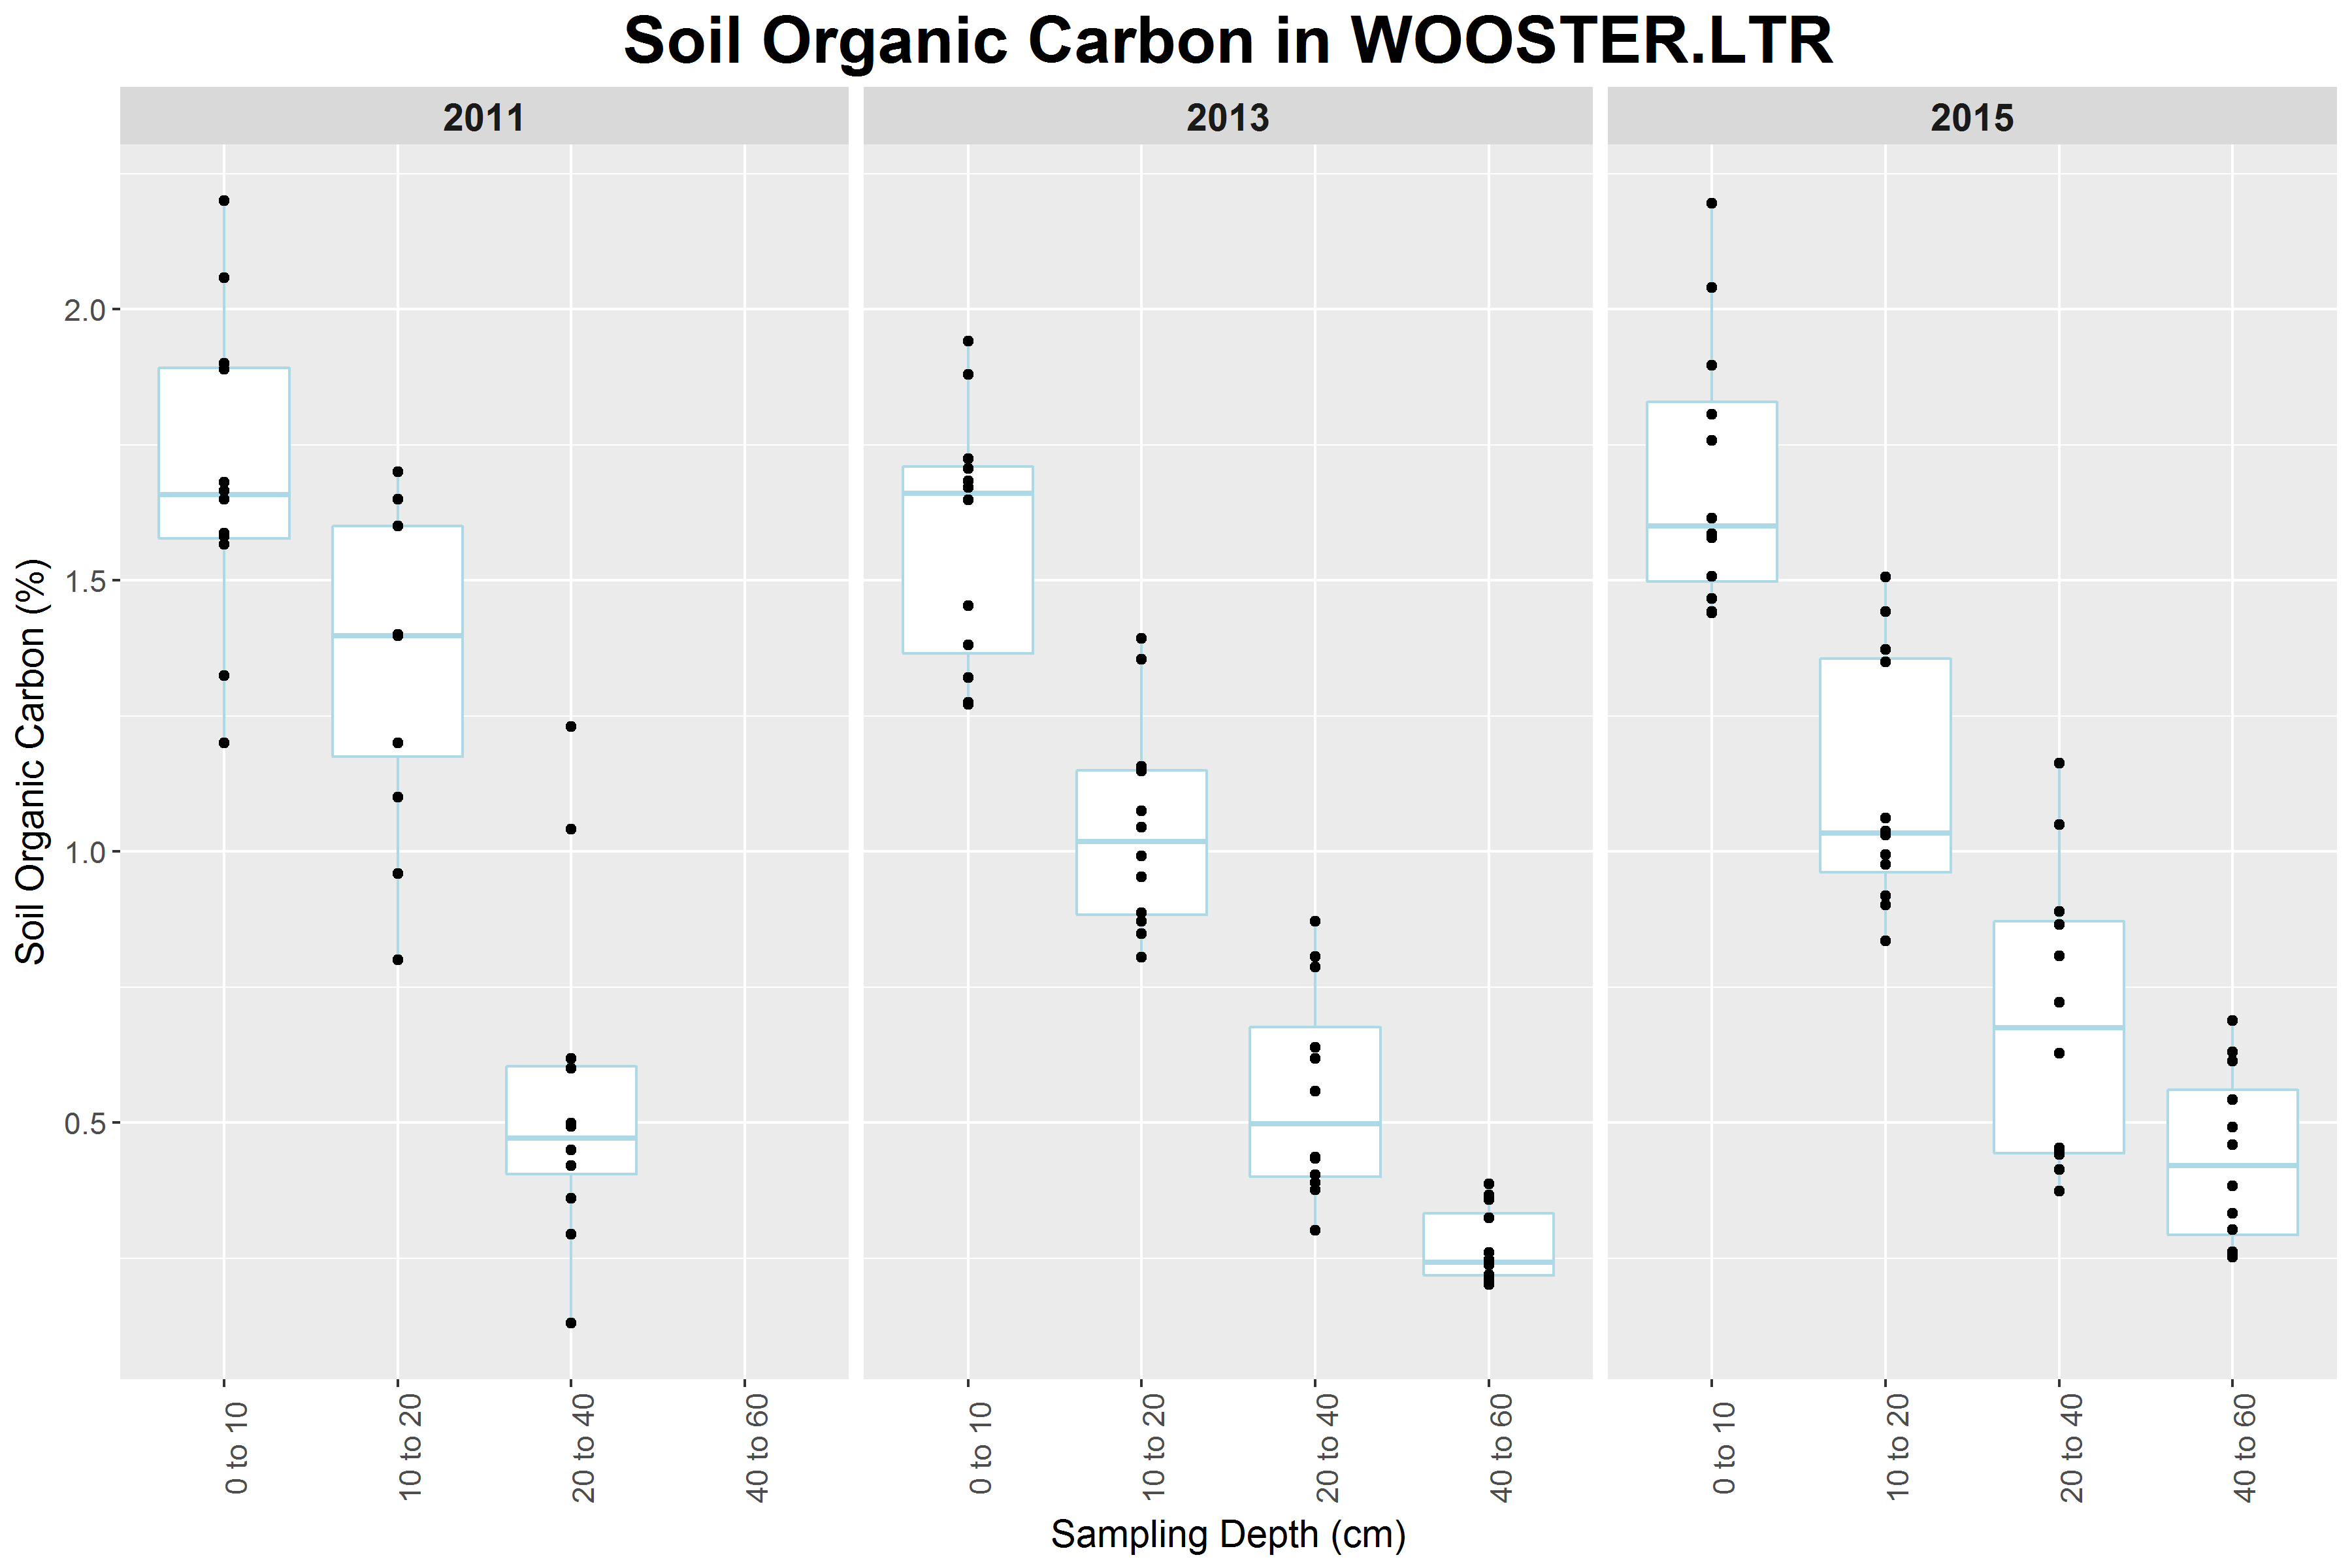 Soil Organic Carbon in WOOSTER.LTR
2011
2013
2015
Soil Organic Carbon (%)
2.0
1.5
1.0
0.5
0 to 10
10 to 20
20 to 40
40 to 60
0 to 10
10 to 20
20 to 40
40 to 60
0 to 10
10 to 20
20 to 40
40 to 60
Sampling Depth (cm)